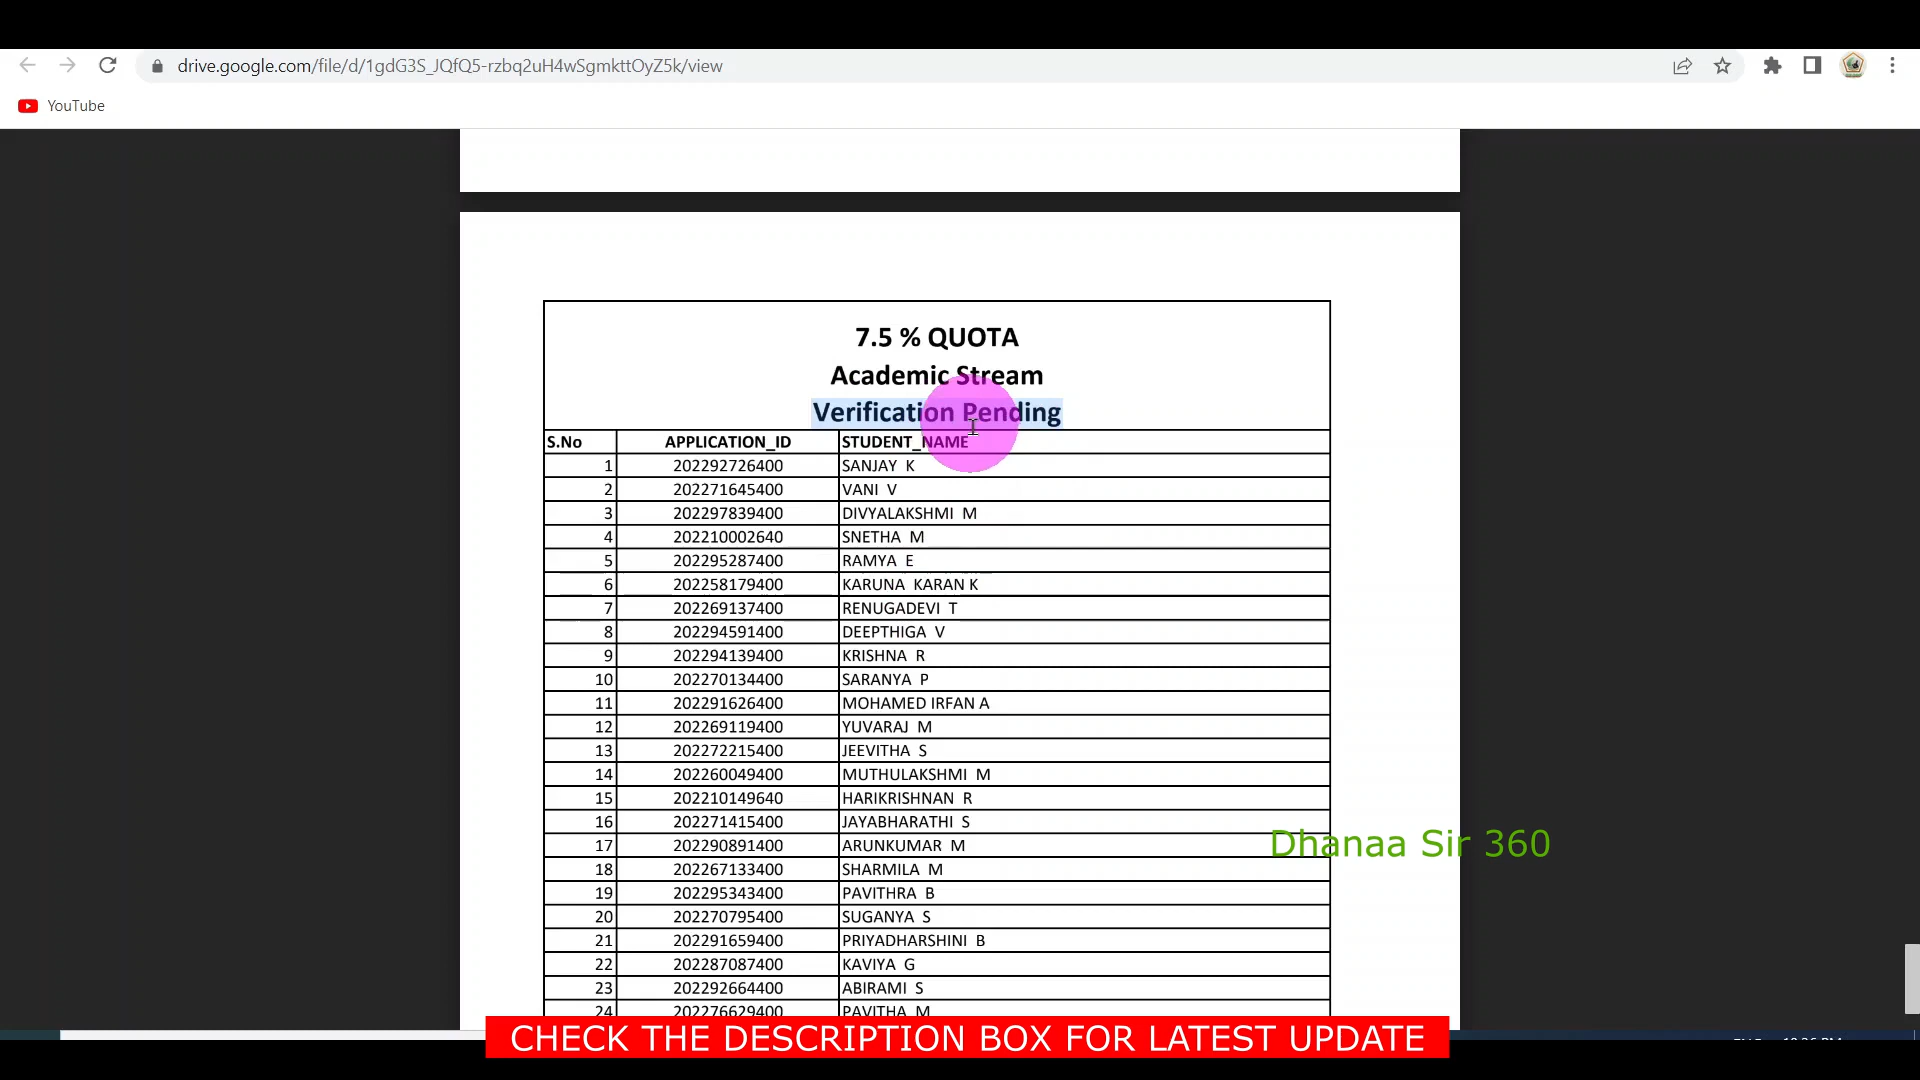 drive.google.com/file/d/1gdG3S_JQfQ5-rzbq2uH4wSgmkttOyZ5k/view
YouTube
7.5 % QUOTA
Academic Stream
Verification Pending
S.No APPLICATION_ID STUDENT_NAME
1 202292726400 SANJAY K
2 202271645400 VANI V
3 202297839400 DIVYALAKSHMI M
4 202210002640 SNETHA M
5 202295287400 RAMYA E
6 202258179400 KARUNA KARAN K
7 202269137400 RENUGADEVI T
8 202294591400 DEEPTHIGA V
9 202294139400 KRISHNA R
10 202270134400 SARANYA P
11 202291626400 MOHAMED IRFAN A
12 202269119400 YUVARAJ M
13 202272215400 JEEVITHA S
14 202260049400 MUTHULAKSHMI M
15 202210149640 HARIKRISHNAN R
16 202271415400 JAYABHARATHI S
17 202290891400 ARUNKUMAR M
18 202267133400 SHARMILA M
19 202295343400 PAVITHRA B
20 202270795400 SUGANYA S
21 202291659400 PRIYADHARSHINI B
22 202287087400 KAVIYA G
23 202292664400 ABIRAMI S
24 202276629400 PAVITHA M
Dhanaa Sir 360
CHECK THE DESCRIPTION BOX FOR LATEST UPDATE